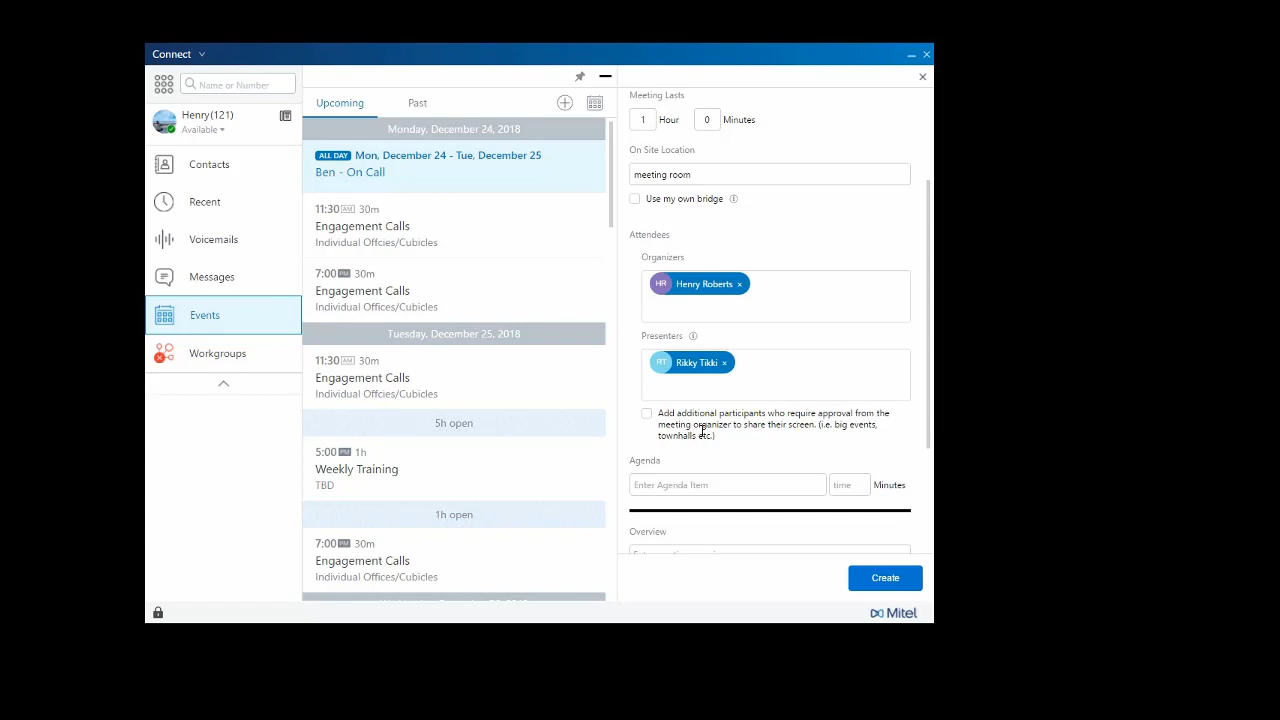 Connect
Name or Number
Henry(121)
Available
Contacts
Recent
Voicemails
Messages
Events
Workgroups
Upcoming
Past
Monday, December 24, 2018
ALL DAY Mon, December 24 - Tue, December 25
Ben - On Call
11:30 AM 30m
Engagement Calls
Individual Offcies/Cubicles
7:00 PM 30m
Engagement Calls
Individual Offices/Cubicles
Tuesday, December 25, 2018
11:30 AM 30m
Engagement Calls
Individual Offcies/Cubicles
5h open
5:00 PM 1h
Weekly Training
TBD
1h open
7:00 PM 30m
Engagement Calls
Individual Offices/Cubicles
Meeting Lasts
1 Hour 0 Minutes
On Site Location
meeting room
Use my own bridge
Attendees
Organizers
HR Henry Roberts ×
Presenters
RT Rikky Tikki ×
Add additional participants who require approval from the
meeting organizer to share their screen. (i.e. big events,
townhalls etc.)
Agenda
Enter Agenda Item time Minutes
Overview
Create
Mitel